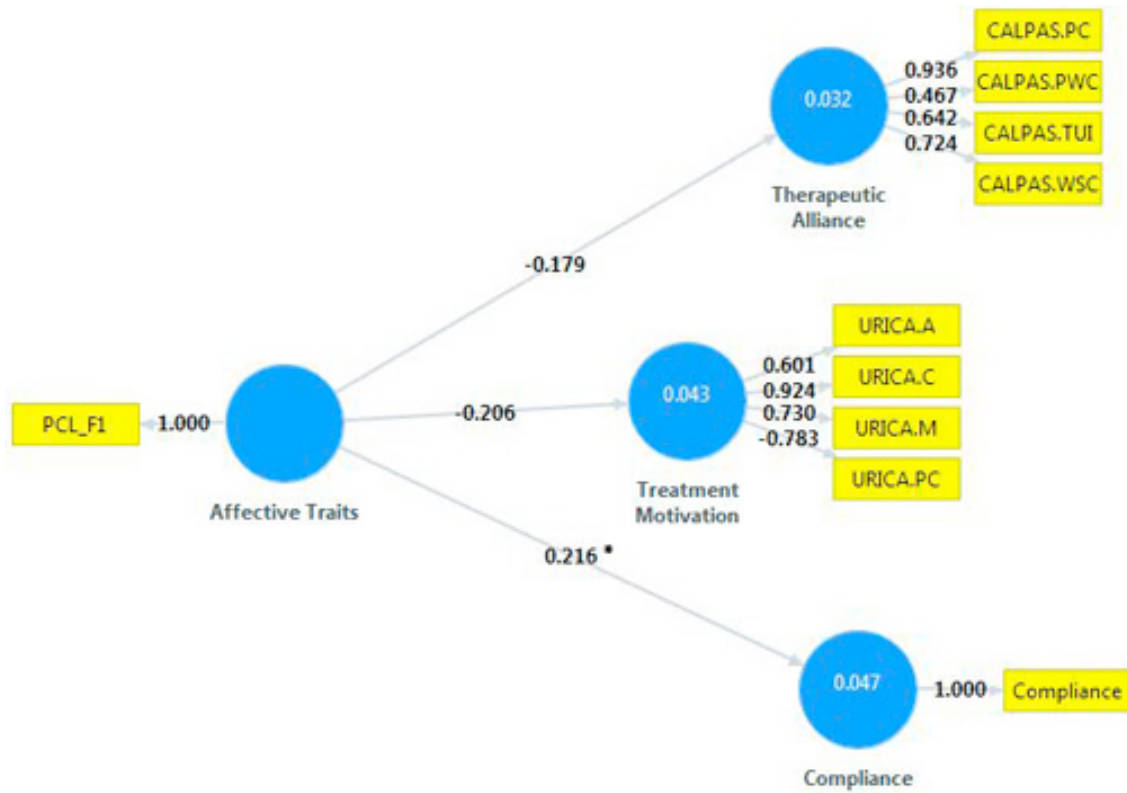 CALPAS.PC
0.936
CALPAS.PWC
0.467
0.032
0.642
CALPAS.TUI
0.724
CALPAS.WSC
Therapeutic
Alliance
-0.179
URICA.A
0.601
URICA.C
0.924
0.043
-0.206
0.730
URICA.M
-0.783
URICA.PC
PCL_F1
1.000
Treatment
Motivation
Affective Traits
0.216 *
0.047
1.000
Compliance
Compliance